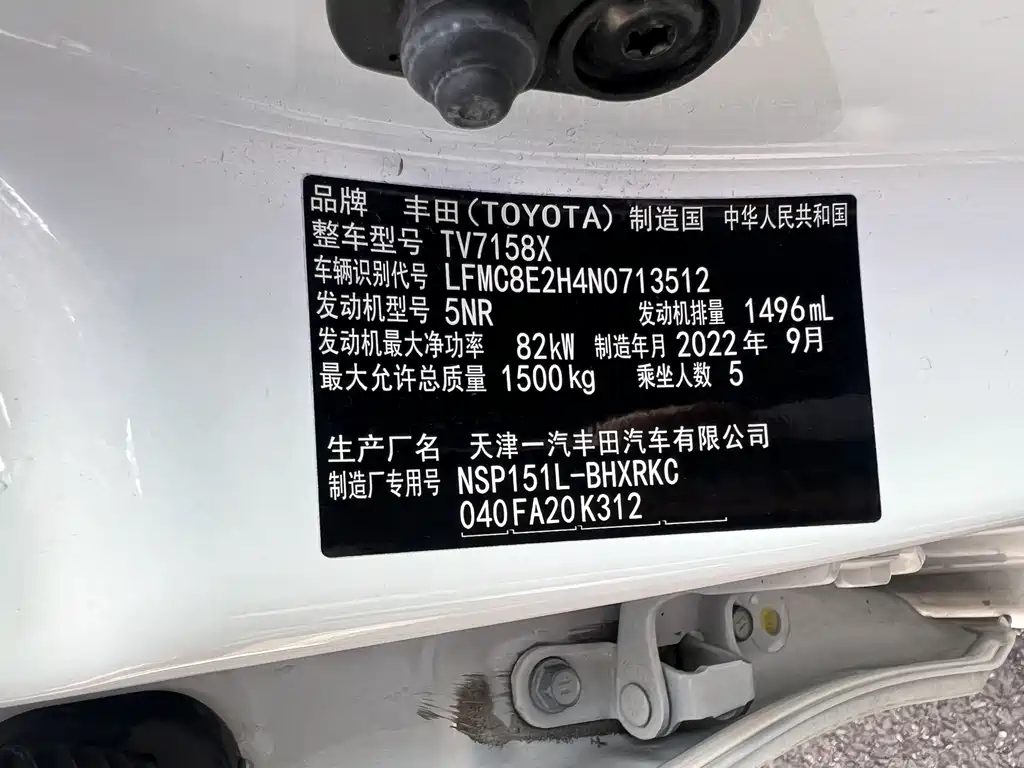 品牌 丰田(TOYOTA) 制造国 中华人民共和国
整车型号 TV7158X
车辆识别代号 LFMC8E2H4N0713512
发动机型号 5NR 发动机排量 1496mL
发动机最大净功率 82kW 制造年月 2022年 9月
最大允许总质量 1500kg 乘坐人数 5
生产厂名 天津一汽丰田汽车有限公司
制造厂专用号 NSP151L-BHXRKC
040FA20K312